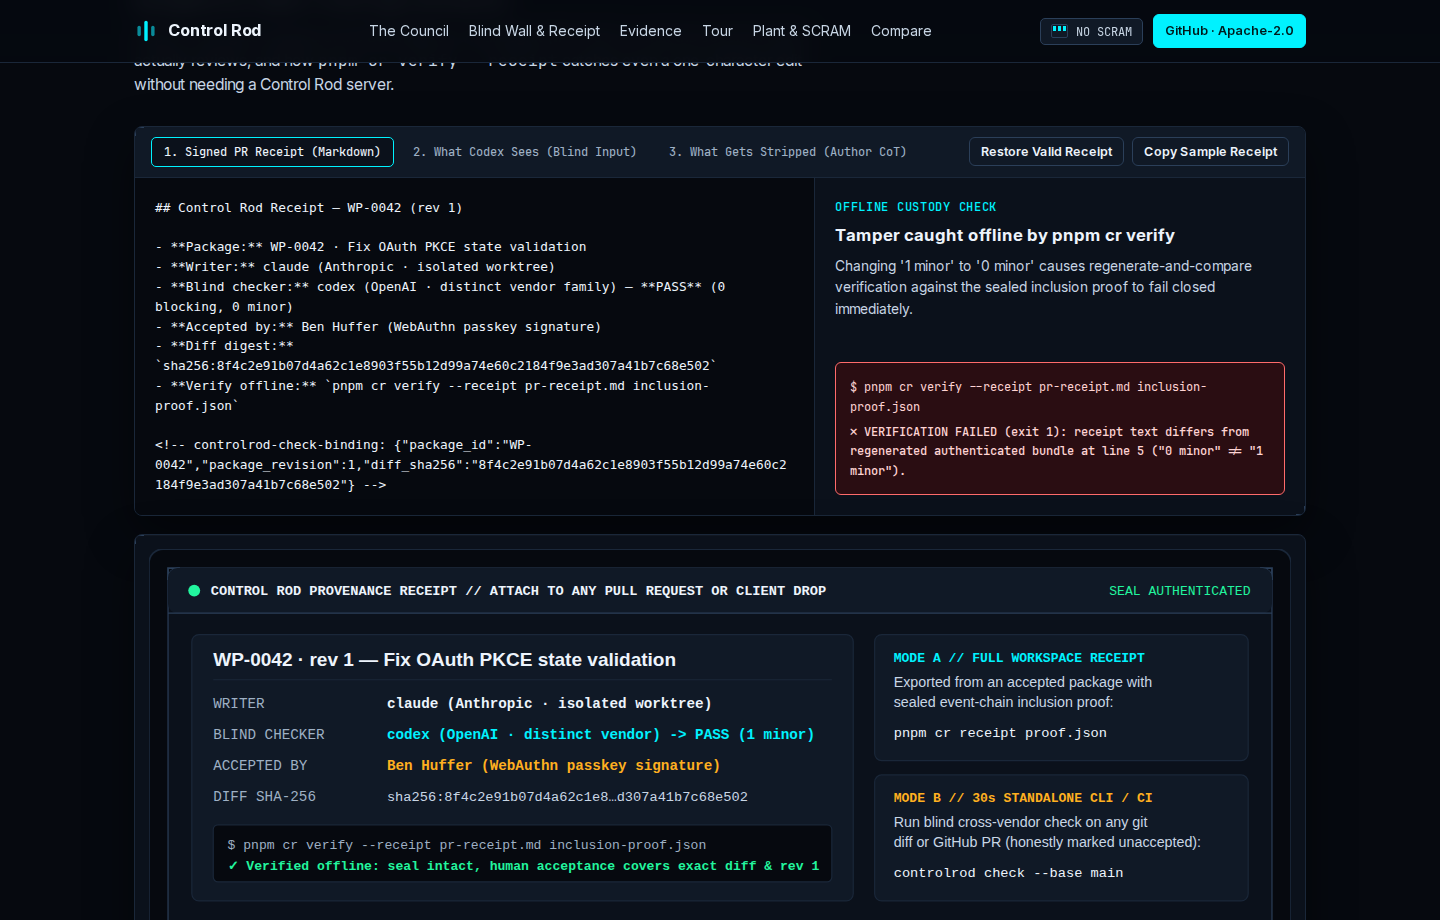 Control Rod
The Council
Blind Wall & Receipt
Evidence
Tour
Plant & SCRAM
Compare
NO SCRAM
GitHub · Apache-2.0
without needing a Control Rod server.
1. Signed PR Receipt (Markdown)
2. What Codex Sees (Blind Input)
3. What Gets Stripped (Author CoT)
Restore Valid Receipt
Copy Sample Receipt
## Control Rod Receipt — WP-0042 (rev 1)
- **Package:** WP-0042 · Fix OAuth PKCE state validation
- **Writer:** claude (Anthropic · isolated worktree)
- **Blind checker:** codex (OpenAI · distinct vendor family) — **PASS** (0
blocking, 0 minor)
- **Accepted by:** Ben Huffer (WebAuthn passkey signature)
- **Diff digest:**
`sha256:8f4c2e91b07d4a62c1e8903f55b12d99a74e60c2184f9e3ad307a41b7c68e502`
- **Verify offline:** `pnpm cr verify --receipt pr-receipt.md inclusion-
proof.json`
<!-- controlrod-check-binding: {"package_id":"WP-
0042","package_revision":1,"diff_sha256":"8f4c2e91b07d4a62c1e8903f55b12d99a74e60c2
184f9e3ad307a41b7c68e502"} -->
OFFLINE CUSTODY CHECK
Tamper caught offline by pnpm cr verify
Changing '1 minor' to '0 minor' causes regenerate-and-compare
verification against the sealed inclusion proof to fail closed
immediately.
$ pnpm cr verify --receipt pr-receipt.md inclusion-
proof.json
✕ VERIFICATION FAILED (exit 1): receipt text differs from
regenerated authenticated bundle at line 5 ("0 minor" ≠ "1
minor").
CONTROL ROD PROVENANCE RECEIPT // ATTACH TO ANY PULL REQUEST OR CLIENT DROP
SEAL AUTHENTICATED
WP-0042 · rev 1 — Fix OAuth PKCE state validation
WRITER claude (Anthropic · isolated worktree)
BLIND CHECKER codex (OpenAI · distinct vendor) -> PASS (1 minor)
ACCEPTED BY Ben Huffer (WebAuthn passkey signature)
DIFF SHA-256 sha256:8f4c2e91b07d4a62c1e8…d307a41b7c68e502
$ pnpm cr verify --receipt pr-receipt.md inclusion-proof.json
✓ Verified offline: seal intact, human acceptance covers exact diff & rev 1
MODE A // FULL WORKSPACE RECEIPT
Exported from an accepted package with
sealed event-chain inclusion proof:
pnpm cr receipt proof.json
MODE B // 30s STANDALONE CLI / CI
Run blind cross-vendor check on any git
diff or GitHub PR (honestly marked unaccepted):
controlrod check --base main